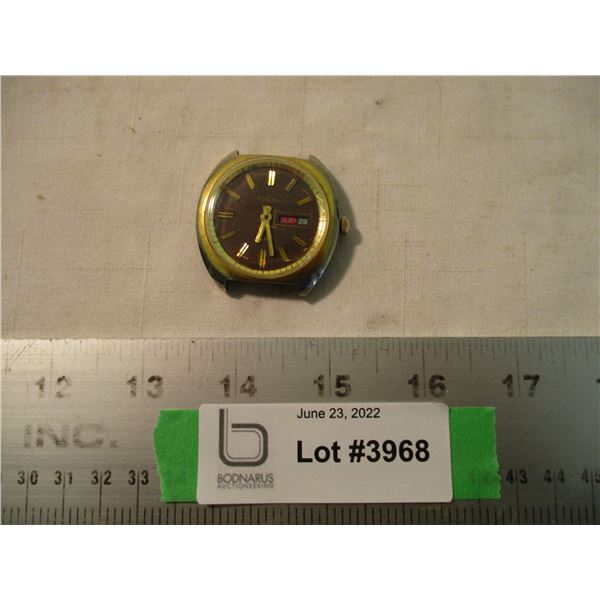 FOCAL
SUN 29
12 13 14 15 16 17
INC.
June 23, 2022
Lot #3968
b
BODNARUS
AUCTIONEERING
30 31 32 33 43 44 45